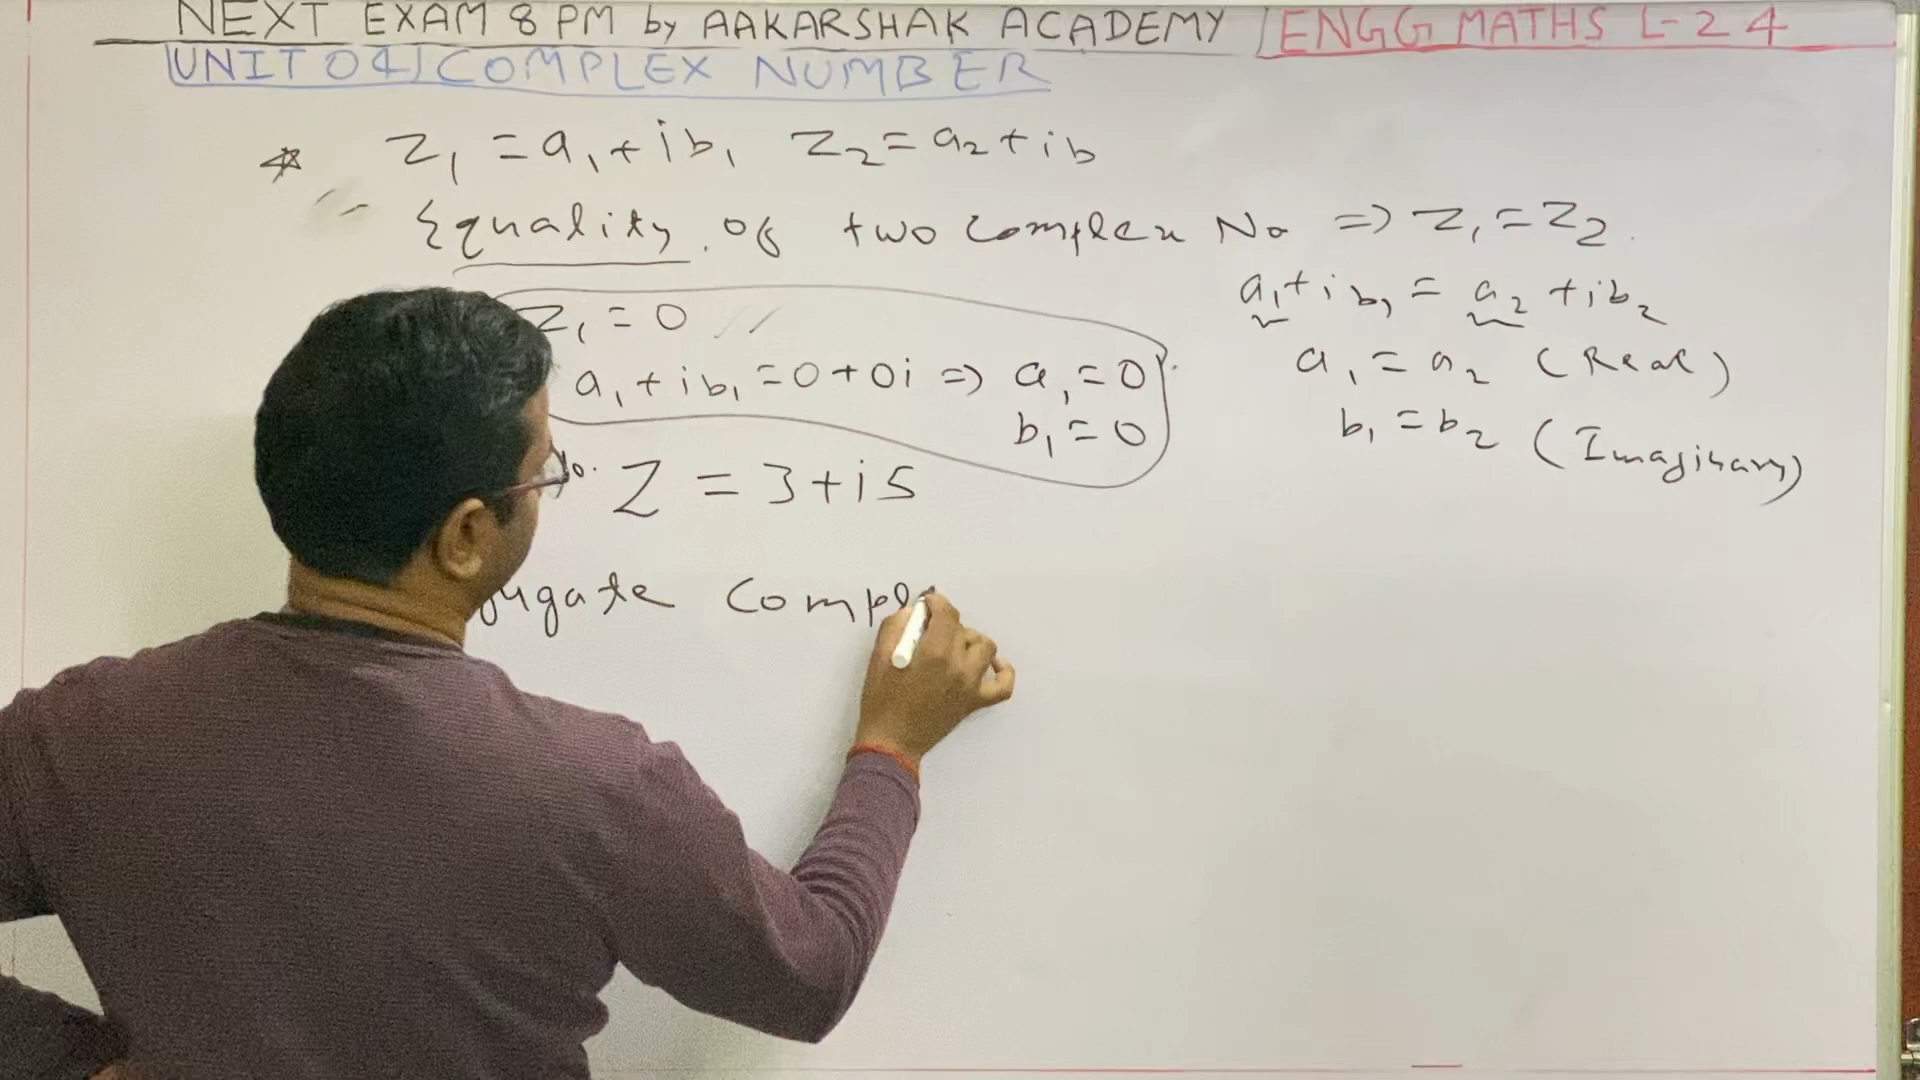 NEXT EXAM 8 PM by AAKARSHAK ACADEMY ENGG MATHS L-24
UNIT 04 COMPLEX NUMBER
* z₁ = a₁ + ib₁ z₂ = a₂ + ib
Equality of two complex No => z₁ = z₂
a₁ + ib₁ = a₂ + ib₂
a₁ = a₂ (Real)
b₁ = b₂ (Imaginary)
z₁ = 0
a₁ + ib₁ = 0 + 0i => a₁ = 0
b₁ = 0
Z = 3 + i5
jugate Compl